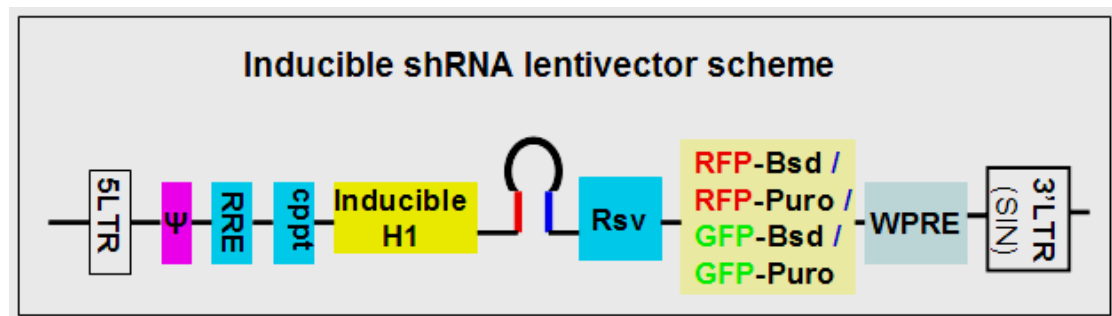 Inducible shRNA lentivector scheme
5LTR
Ψ
RRE
cppt
Inducible
H1
Rsv
RFP-Bsd /
RFP-Puro /
GFP-Bsd /
GFP-Puro
WPRE
3'LTR
(SIN)